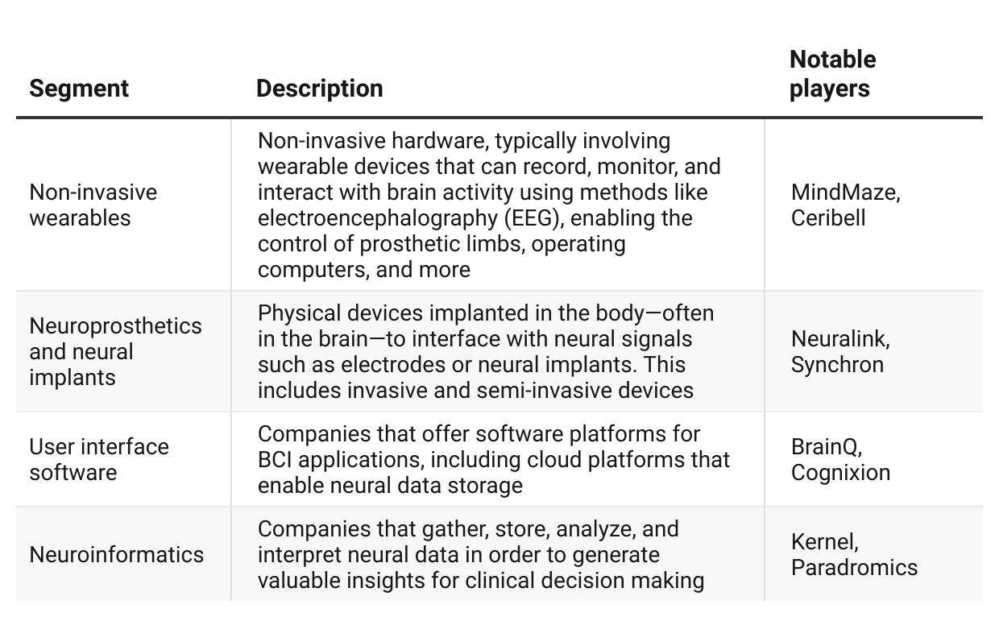 Segment
Description
Notable
players
Non-invasive
wearables
Non-invasive hardware, typically involving
wearable devices that can record, monitor, and
interact with brain activity using methods like
electroencephalography (EEG), enabling the
control of prosthetic limbs, operating
computers, and more
MindMaze,
Ceribell
Neuroprosthetics
and neural
implants
Physical devices implanted in the body—often
in the brain—to interface with neural signals
such as electrodes or neural implants. This
includes invasive and semi-invasive devices
Neuralink,
Synchron
User interface
software
Companies that offer software platforms for
BCI applications, including cloud platforms that
enable neural data storage
BrainQ,
Cognixion
Neuroinformatics
Companies that gather, store, analyze, and
interpret neural data in order to generate
valuable insights for clinical decision making
Kernel,
Paradromics